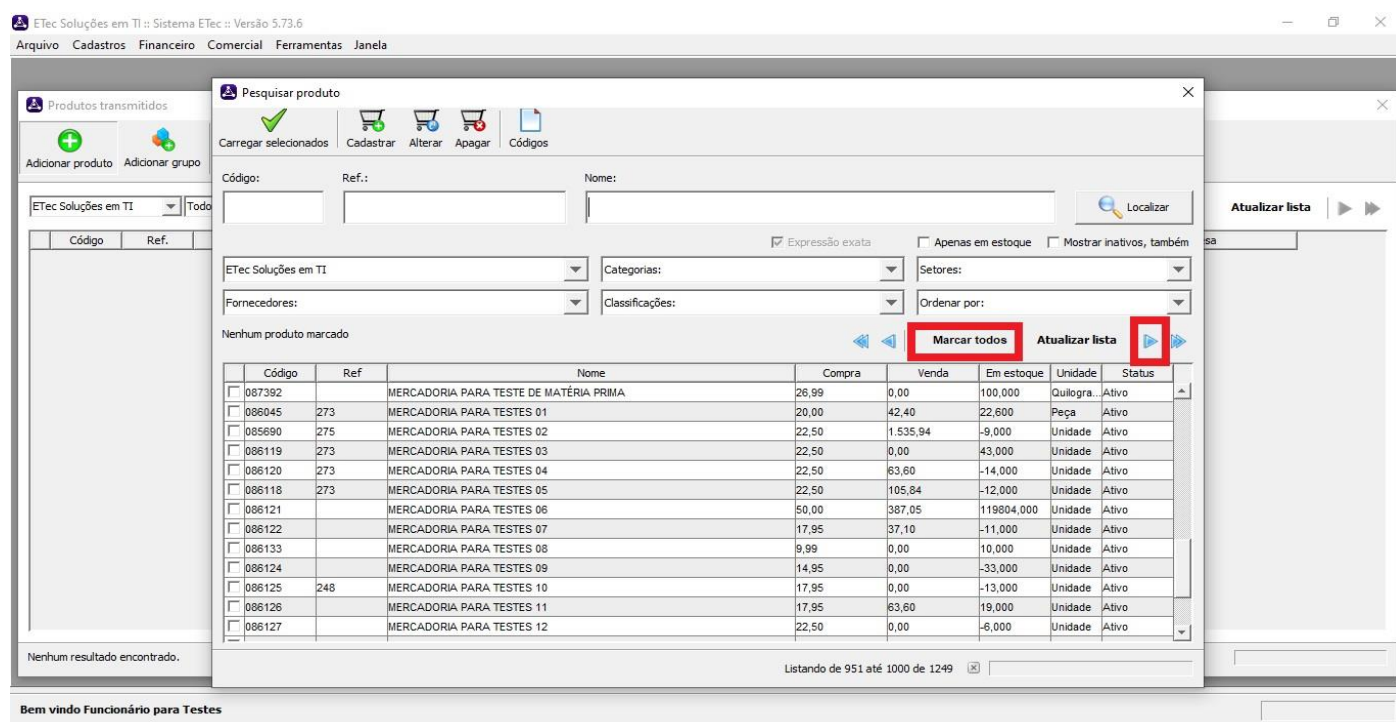 ETec Soluções em TI :: Sistema ETec :: Versão 5.73.6
Arquivo Cadastros Financeiro Comercial Ferramentas Janela
Produtos transmitidos
Adicionar produto Adicionar grupo
ETec Soluções em TI Todo
Código Ref.
Nenhum resultado encontrado.
Pesquisar produto
Carregar selecionados Cadastrar Alterar Apagar Códigos
Código: Ref.: Nome:
Localizar
Expressão exata Apenas em estoque Mostrar inativos, também
ETec Soluções em TI Categorias: Setores:
Fornecedores: Classificações: Ordenar por:
Nenhum produto marcado
Marcar todos Atualizar lista
Código Ref Nome Compra Venda Em estoque Unidade Status
087392 MERCADORIA PARA TESTE DE MATÉRIA PRIMA 26,99 0,00 100,000 Quilogra... Ativo
086045 273 MERCADORIA PARA TESTES 01 20,00 42,40 22,600 Peça Ativo
085690 275 MERCADORIA PARA TESTES 02 22,50 1.535,94 -9,000 Unidade Ativo
086119 273 MERCADORIA PARA TESTES 03 22,50 0,00 43,000 Unidade Ativo
086120 273 MERCADORIA PARA TESTES 04 22,50 63,60 -14,000 Unidade Ativo
086118 273 MERCADORIA PARA TESTES 05 22,50 105,84 -12,000 Unidade Ativo
086121 MERCADORIA PARA TESTES 06 50,00 387,05 119804,000 Unidade Ativo
086122 MERCADORIA PARA TESTES 07 17,95 37,10 -11,000 Unidade Ativo
086133 MERCADORIA PARA TESTES 08 9,99 0,00 10,000 Unidade Ativo
086124 MERCADORIA PARA TESTES 09 14,95 0,00 -33,000 Unidade Ativo
086125 248 MERCADORIA PARA TESTES 10 17,95 0,00 -13,000 Unidade Ativo
086126 MERCADORIA PARA TESTES 11 17,95 63,60 19,000 Unidade Ativo
086127 MERCADORIA PARA TESTES 12 22,50 0,00 -6,000 Unidade Ativo
Listando de 951 até 1000 de 1249
Atualizar lista
sa
Bem vindo Funcionário para Testes